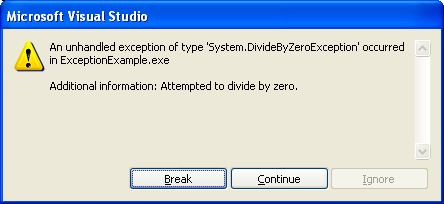 Microsoft Visual Studio
An unhandled exception of type 'System.DivideByZeroException' occurred
in ExceptionExample.exe
Additional information: Attempted to divide by zero.
Break
Continue
Ignore